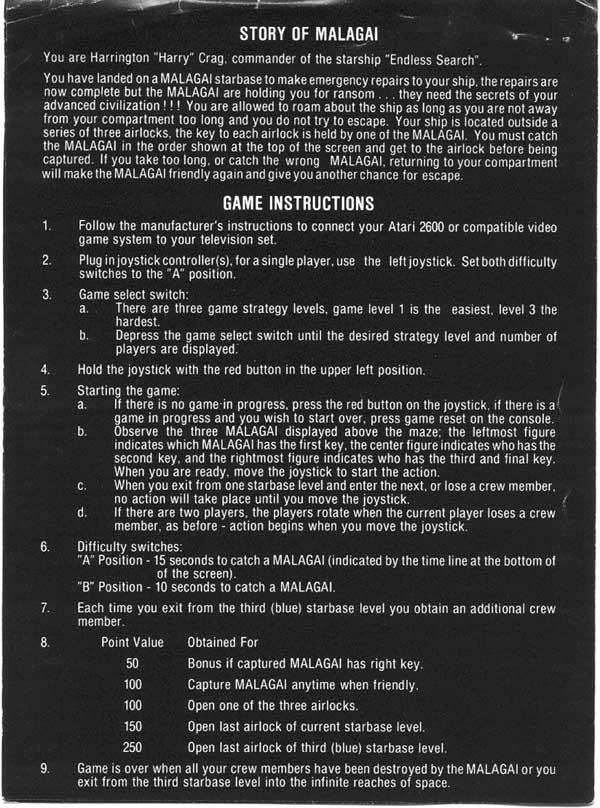 STORY OF MALAGAI
You are Harrington "Harry" Crag, commander of the starship "Endless Search".
You have landed on a MALAGAI starbase to make emergency repairs to your ship, the repairs are
now complete but the MALAGAI are holding you for ransom . . . they need the secrets of your
advanced civilization ! ! ! You are allowed to roam about the ship as long as you are not away
from your compartment too long and you do not try to escape. Your ship is located outside a
series of three airlocks, the key to each airlock is held by one of the MALAGAI. You must catch
the MALAGAI in the order shown at the top of the screen and get to the airlock before being
captured. If you take too long, or catch the wrong MALAGAI, returning to your compartment
will make the MALAGAI friendly again and give you another chance for escape.
GAME INSTRUCTIONS
1. Follow the manufacturer's instructions to connect your Atari 2600 or compatible video
game system to your television set.
2. Plug in joystick controller(s), for a single player, use the left joystick. Set both difficulty
switches to the "A" position.
3. Game select switch:
a. There are three game strategy levels, game level 1 is the easiest, level 3 the
hardest.
b. Depress the game select switch until the desired strategy level and number of
players are displayed.
4. Hold the joystick with the red button in the upper left position.
5. Starting the game:
a. If there is no game in progress, press the red button on the joystick, if there is a
game in progress and you wish to start over, press game reset on the console.
b. Observe the three MALAGAI displayed above the maze; the leftmost figure
indicates which MALAGAI has the first key, the center figure indicates who has the
second key, and the rightmost figure indicates who has the third and final key.
When you are ready, move the joystick to start the action.
c. When you exit from one starbase level and enter the next, or lose a crew member,
no action will take place until you move the joystick.
d. If there are two players, the players rotate when the current player loses a crew
member, as before - action begins when you move the joystick.
6. Difficulty switches:
"A" Position - 15 seconds to catch a MALAGAI (indicated by the time line at the bottom of
of the screen).
"B" Position - 10 seconds to catch a MALAGAI.
7. Each time you exit from the third (blue) starbase level you obtain an additional crew
member.
8. Point Value Obtained For
50 Bonus if captured MALAGAI has right key.
100 Capture MALAGAI anytime when friendly.
100 Open one of the three airlocks.
150 Open last airlock of current starbase level.
250 Open last airlock of third (blue) starbase level.
9. Game is over when all your crew members have been destroyed by the MALAGAI or you
exit from the third starbase level into the infinite reaches of space.